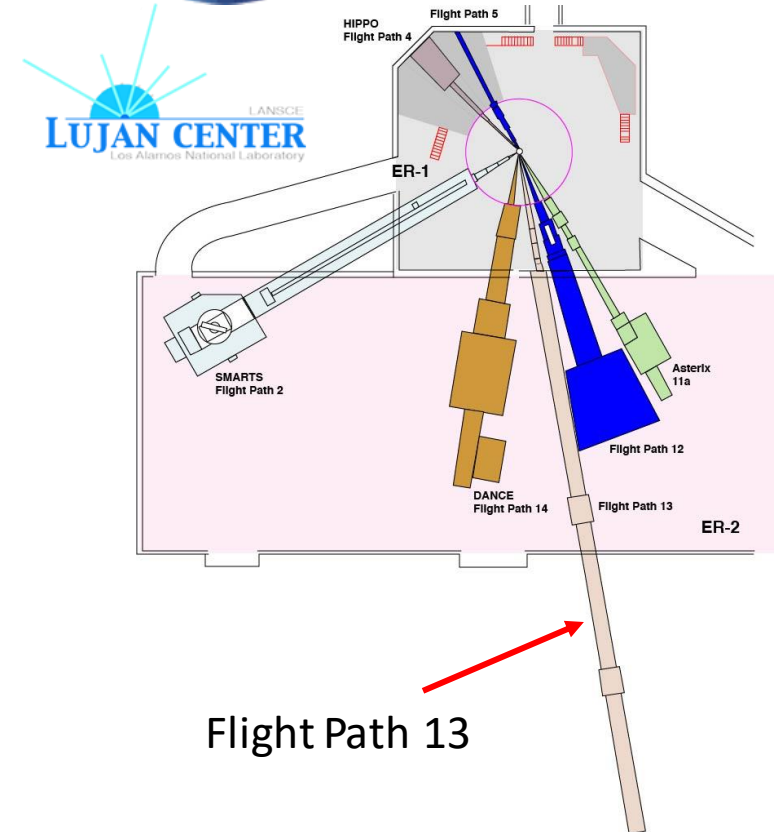 Flight Path 5
HIPPO
Flight Path 4
LANSCE
LUJAN CENTER
Los Alamos National Laboratory
ER-1
SMARTS
Flight Path 2
Asterix
11a
Flight Path 12
DANCE
Flight Path 14
Flight Path 13
ER-2
Flight Path 13